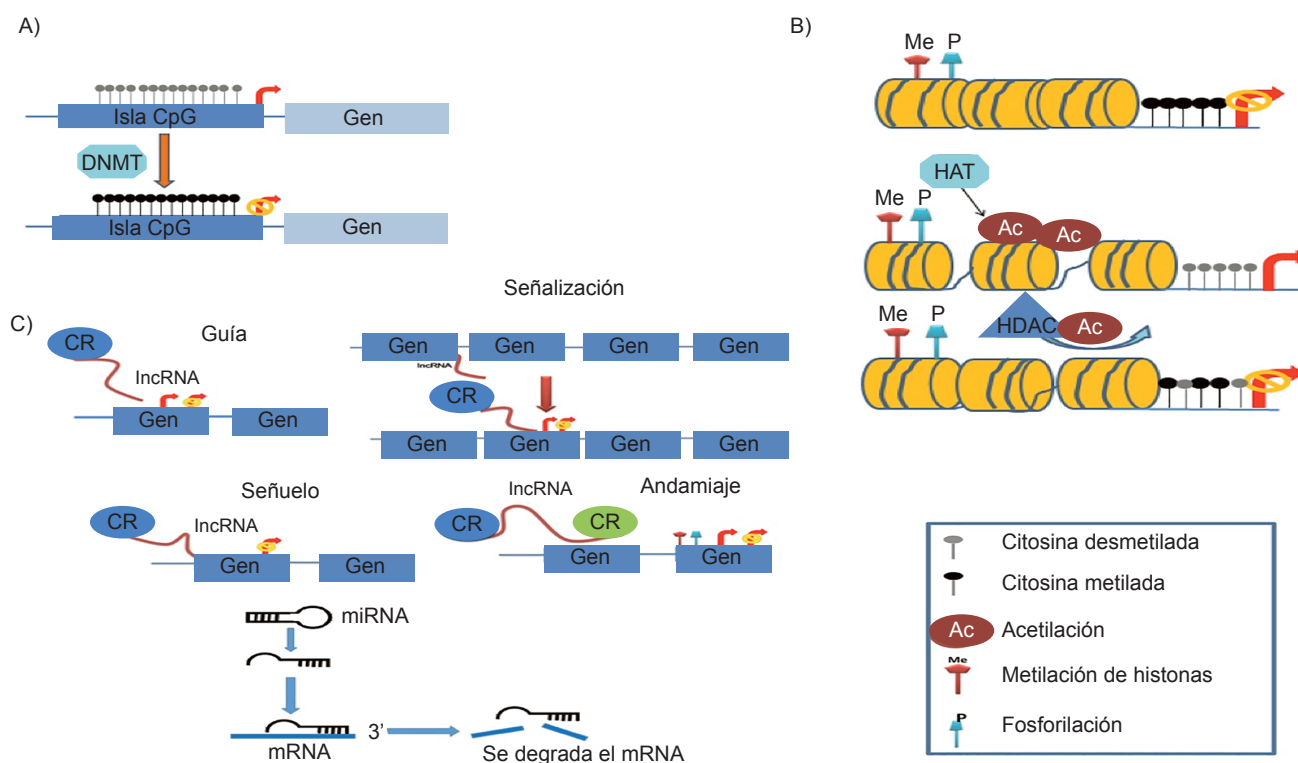 A)
Isla CpG
Gen
DNMT
Isla CpG
Gen
B)
Me P
HAT
Me P
Ac
Ac
Me P
HDAC
Ac
C)
Guía
CR
lncRNA
Gen
Gen
Señalización
Gen
Gen
Gen
Gen
lncRNA
CR
Gen
Gen
Gen
Gen
Señuelo
CR
lncRNA
Gen
Gen
Andamiaje
lncRNA
CR
CR
Gen
Gen
miRNA
3’
mRNA
Se degrada el mRNA
Citosina desmetilada
Citosina metilada
Ac Acetilación
Me Metilación de histonas
P Fosforilación